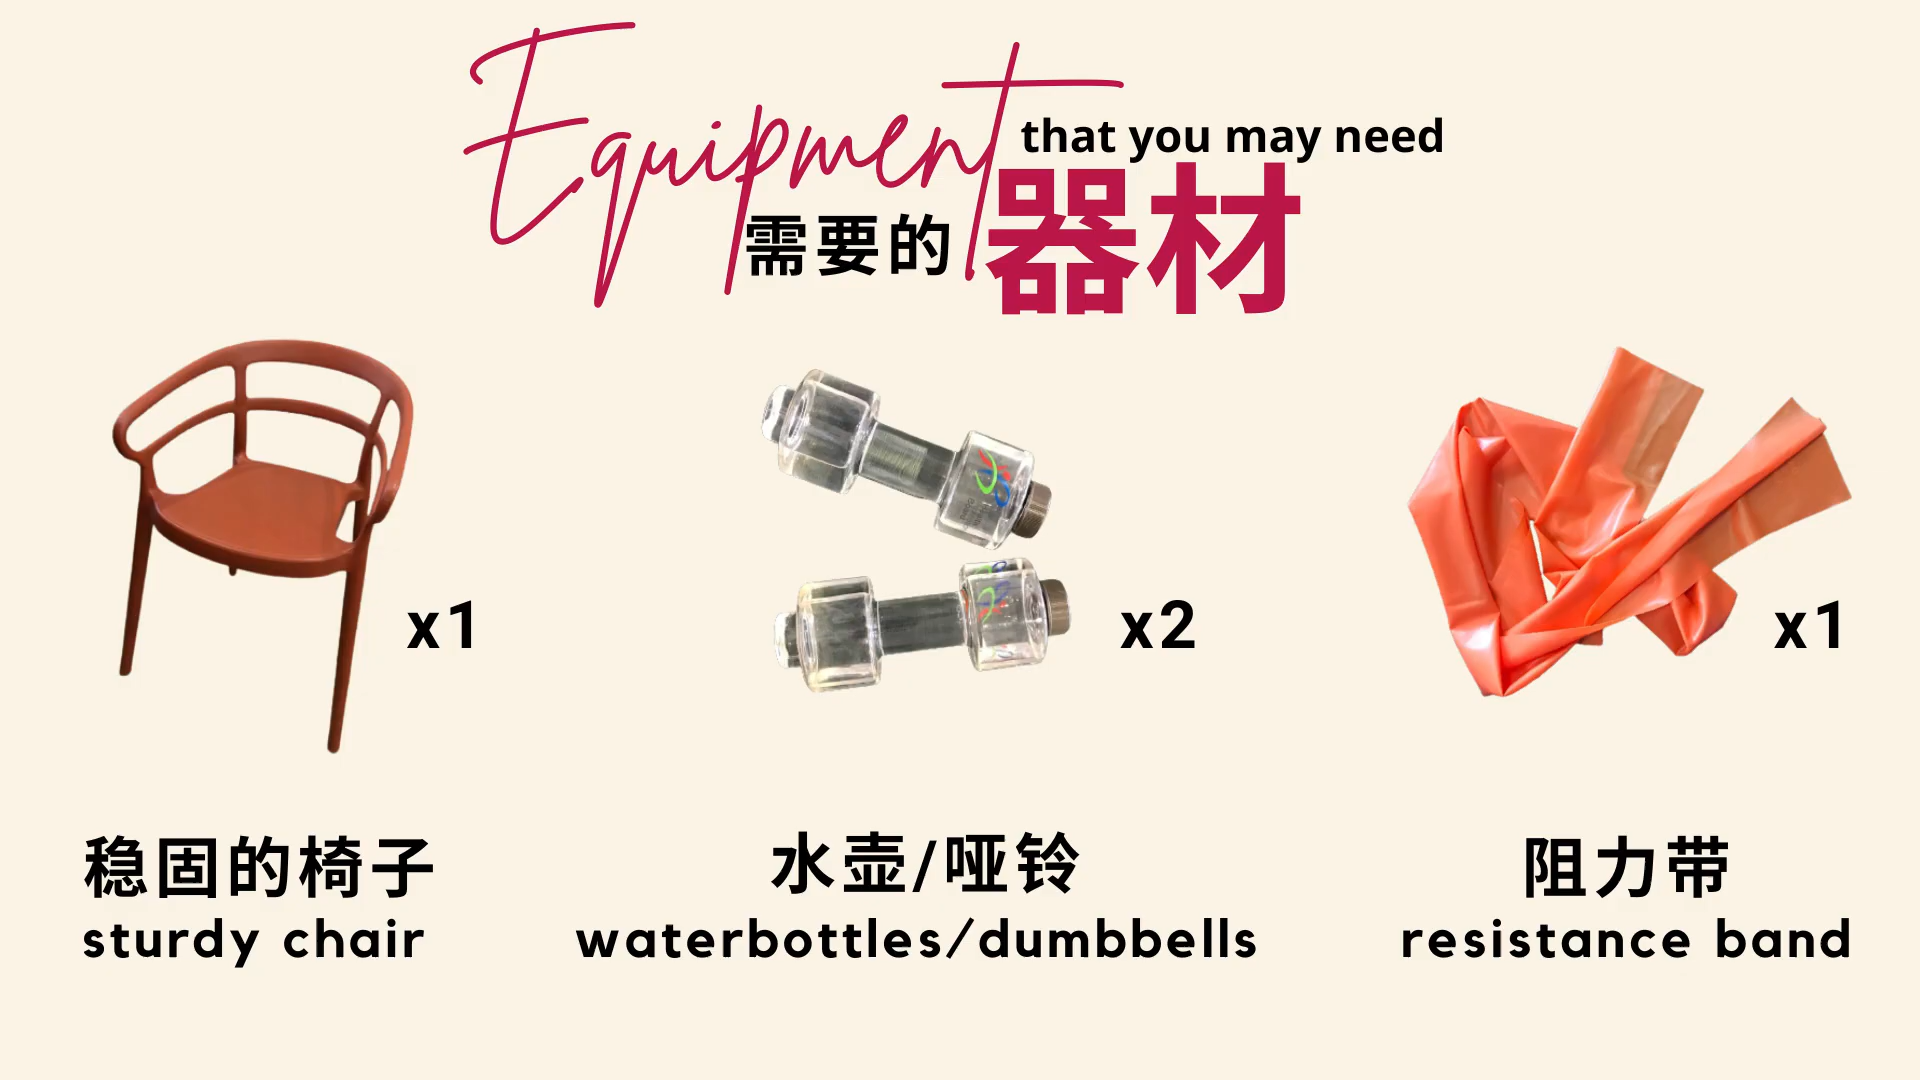 Equipment
that you may need
需要的 器材
x1
x2
x1
稳固的椅子
sturdy chair
水壶/哑铃
waterbottles/dumbbells
阻力带
resistance band